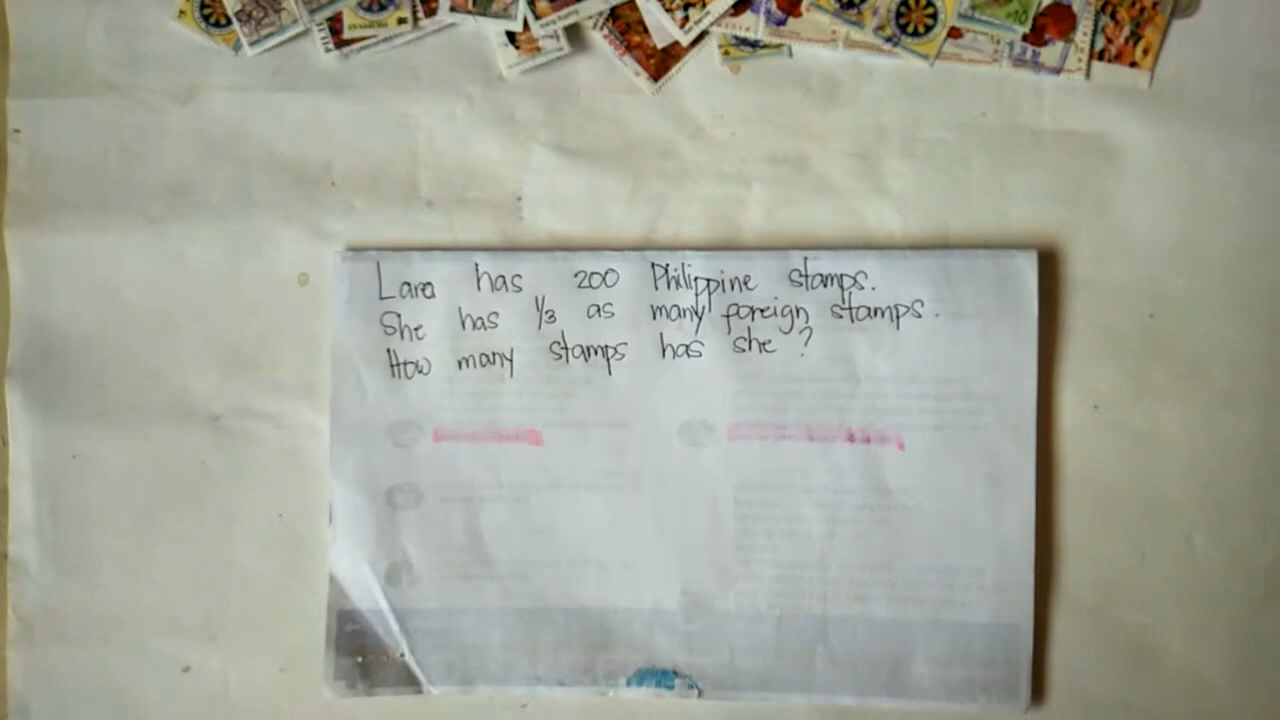 Lara has 200 Philippine stamps.
She has 1/3 as many foreign stamps.
How many stamps has she?